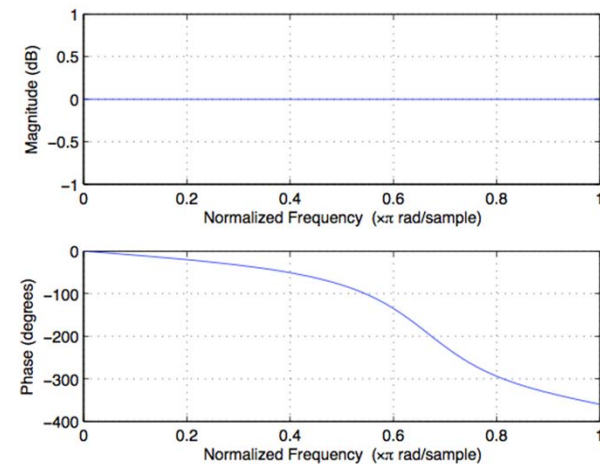 1
0.5
0
−0.5
−1
Magnitude (dB)
0 0.2 0.4 0.6 0.8 1
Normalized Frequency (×π rad/sample)
0
−100
−200
−300
−400
Phase (degrees)
0 0.2 0.4 0.6 0.8 1
Normalized Frequency (×π rad/sample)